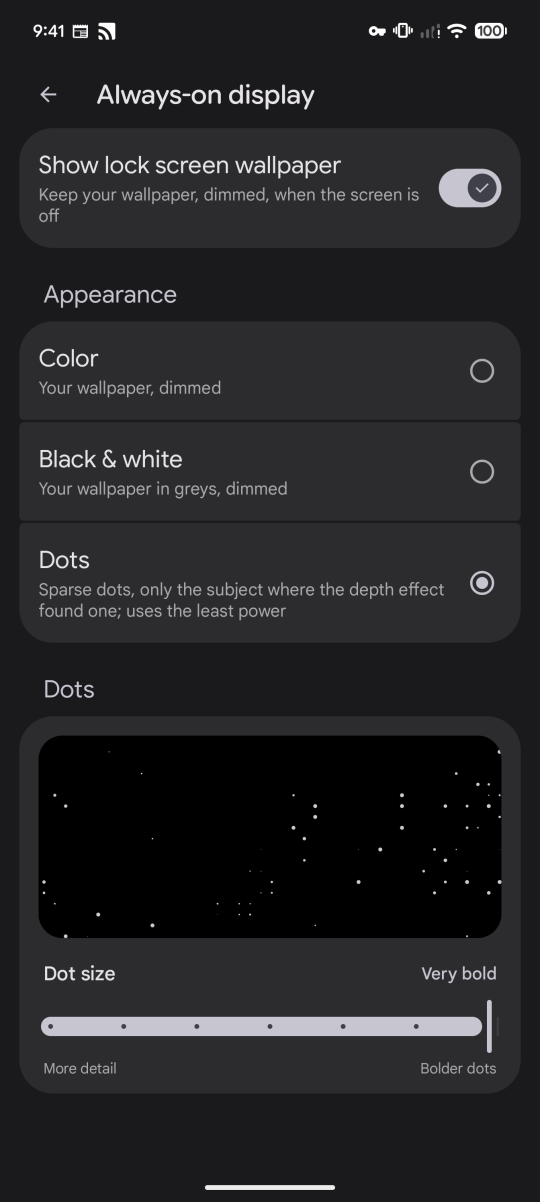 9:41
100
Always-on display
Show lock screen wallpaper
Keep your wallpaper, dimmed, when the screen is
off
Appearance
Color
Your wallpaper, dimmed
Black & white
Your wallpaper in greys, dimmed
Dots
Sparse dots, only the subject where the depth effect
found one; uses the least power
Dots
Dot size
Very bold
More detail
Bolder dots